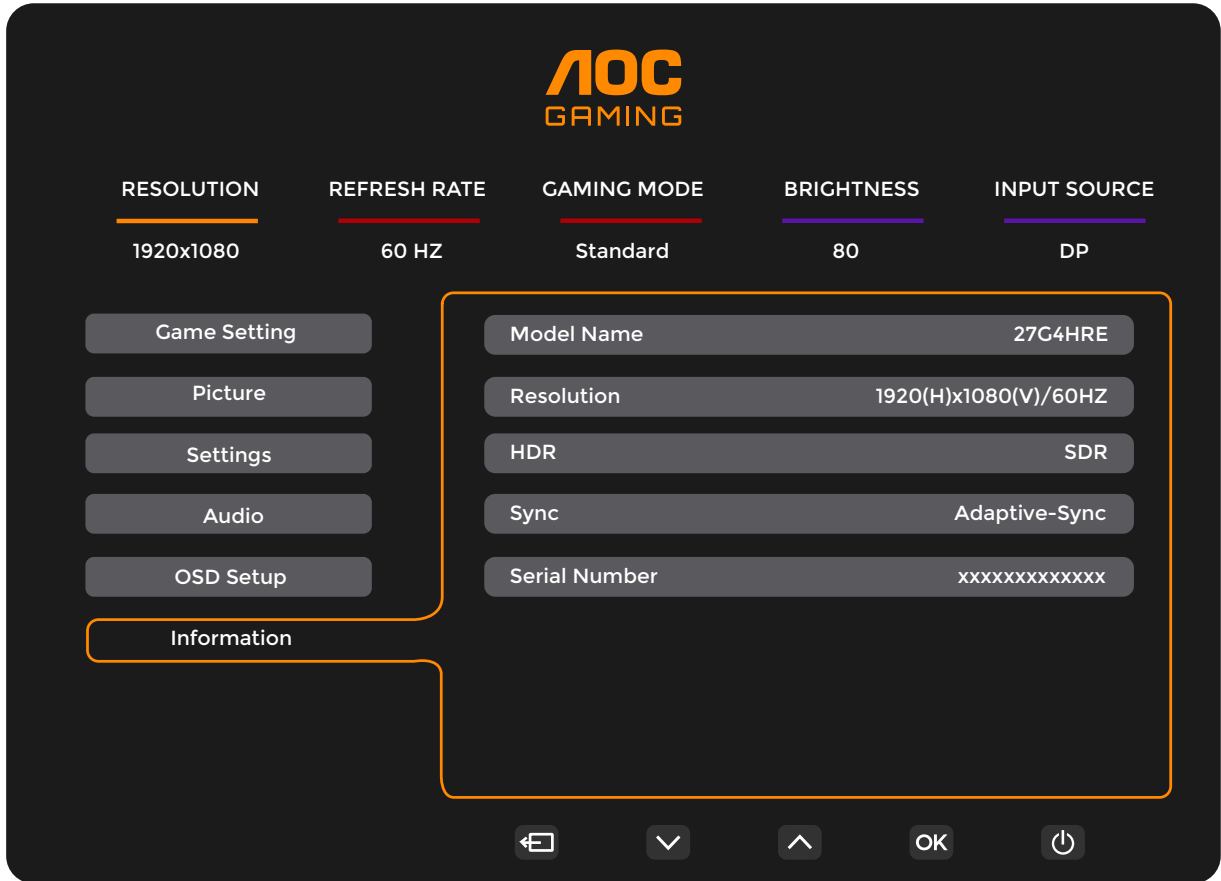 AOC
GAMING
RESOLUTION REFRESH RATE GAMING MODE BRIGHTNESS INPUT SOURCE
1920x1080 60 HZ Standard 80 DP
Game Setting Model Name 27G4HRE
Picture Resolution 1920(H)x1080(V)/60HZ
Settings HDR SDR
Audio Sync Adaptive-Sync
OSD Setup Serial Number xxxxxxxxxxxxx
Information
OK